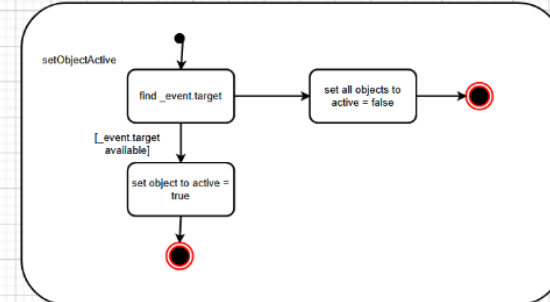 setObjectActive
find _event.target
set all objects to
active = false
[_event.target
available]
set object to active =
true